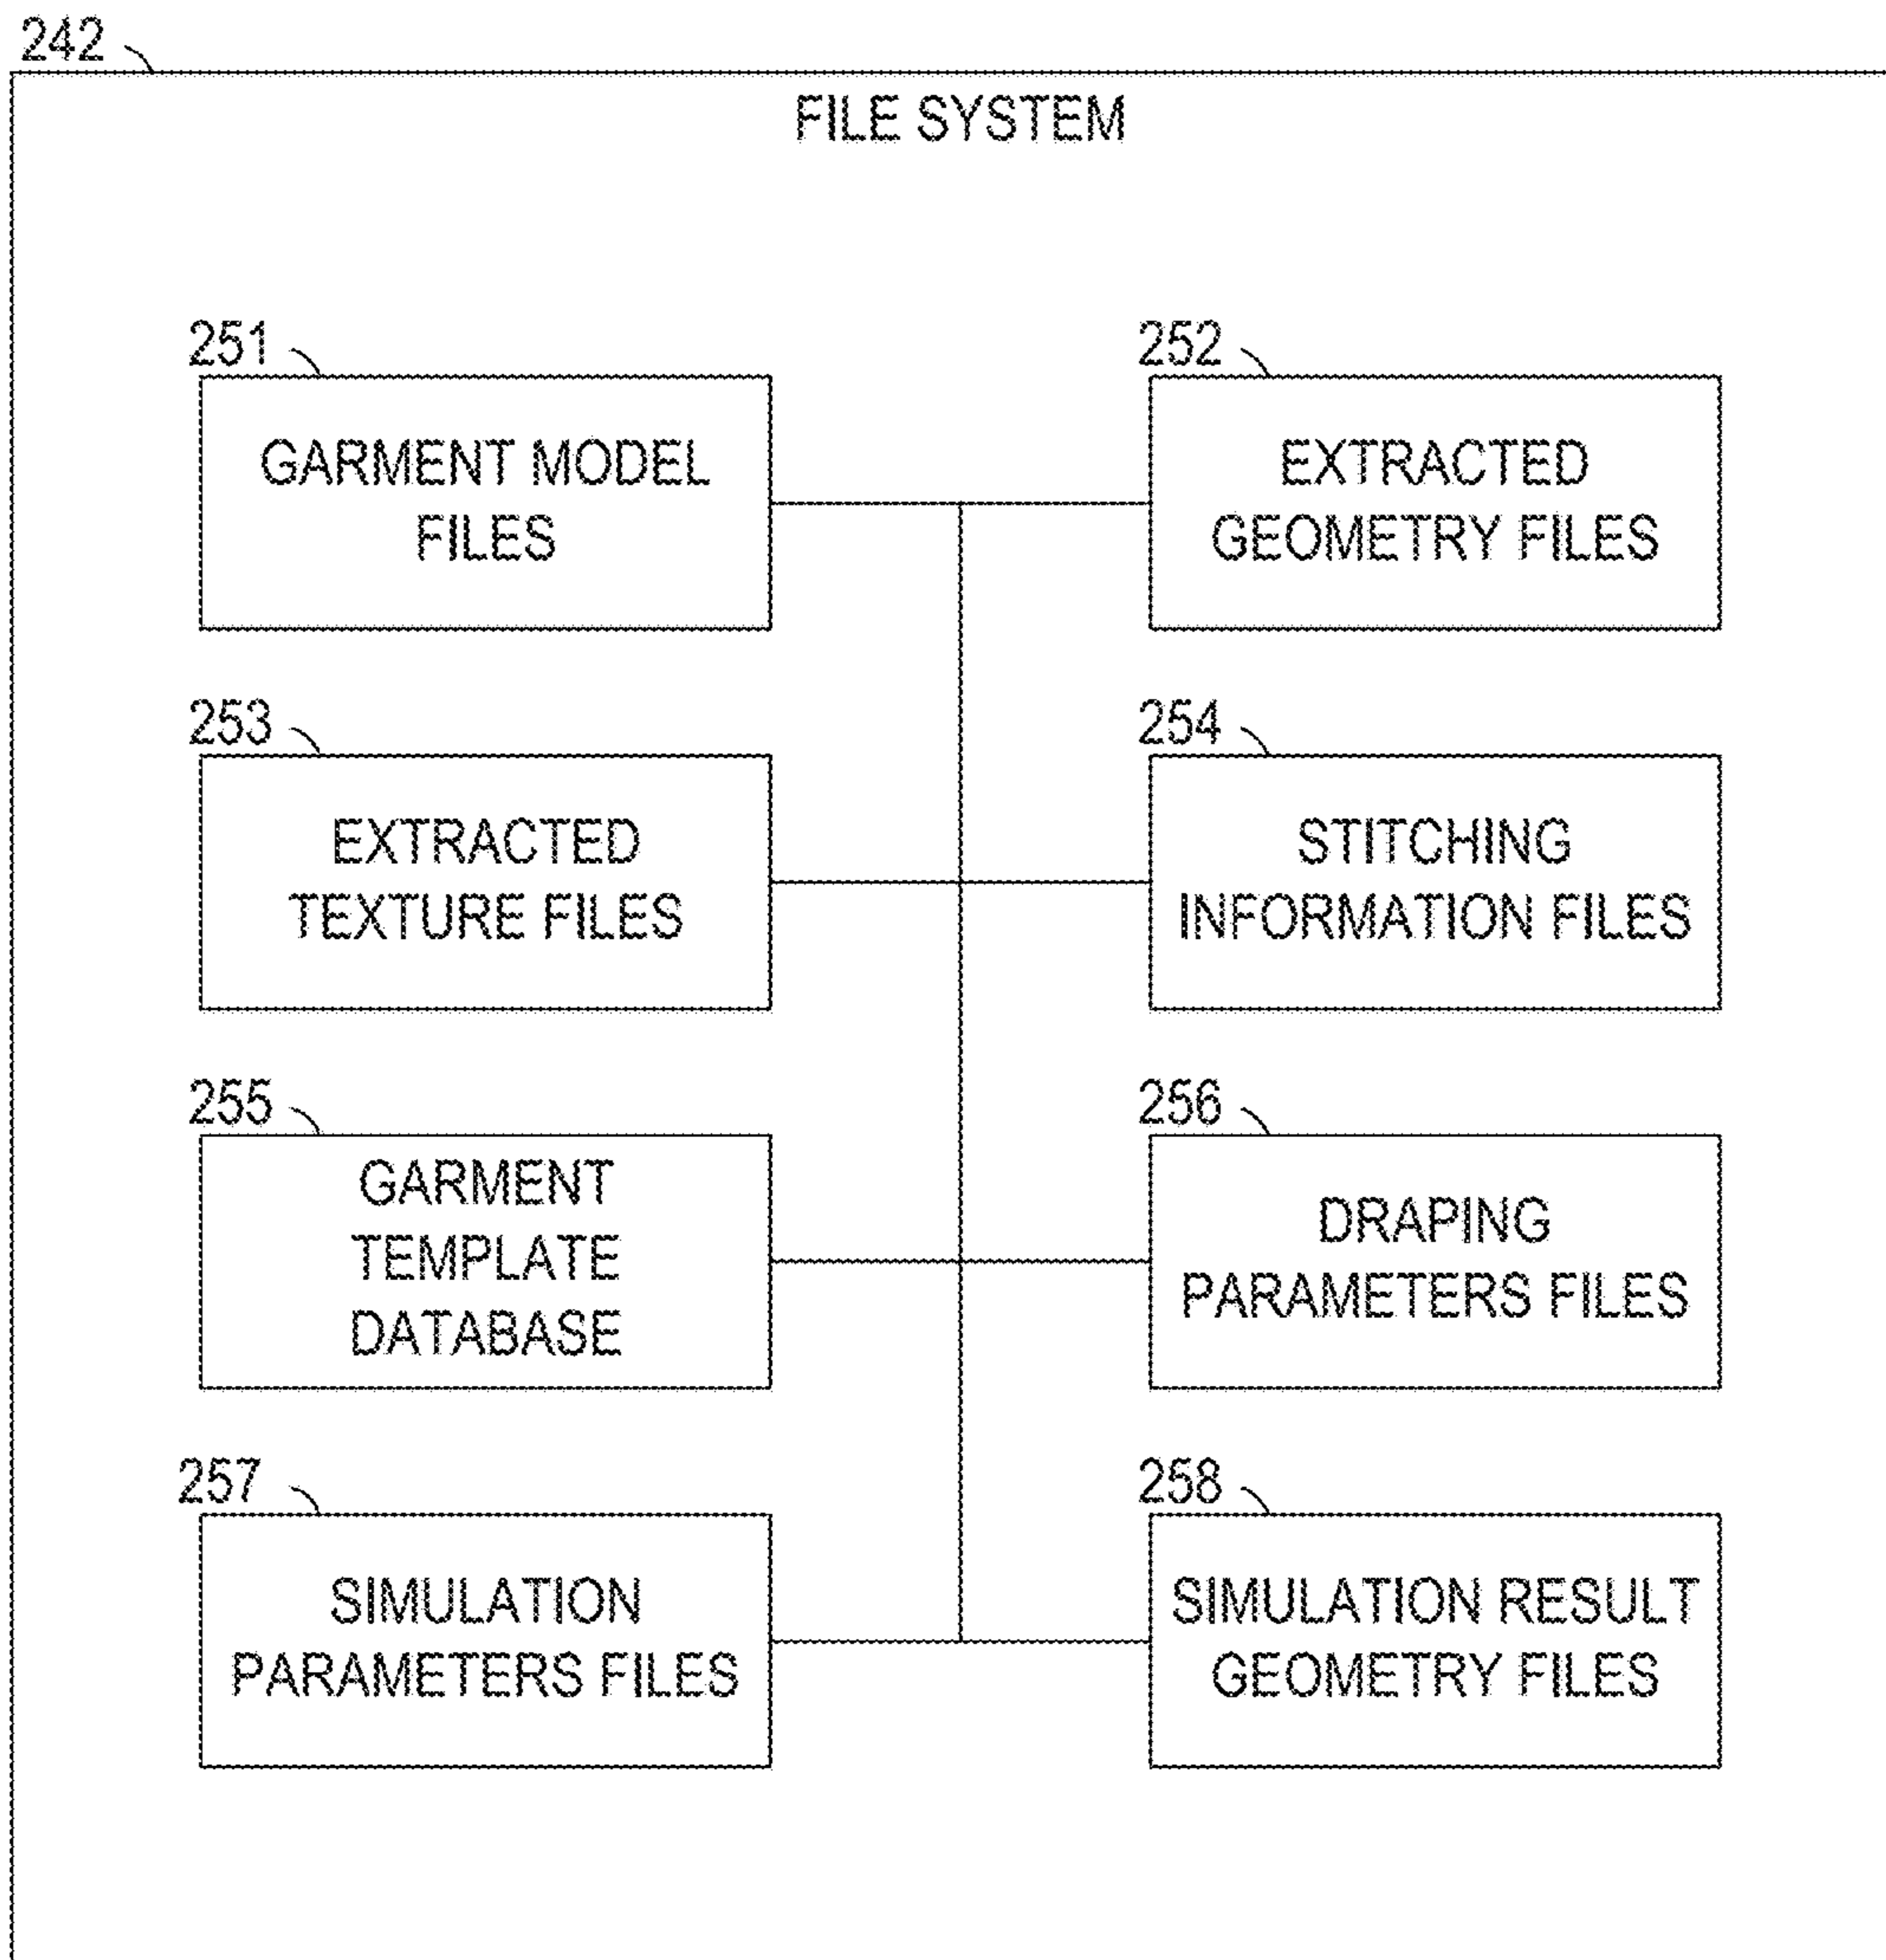 242
FILE SYSTEM
251
GARMENT MODEL
FILES
252
EXTRACTED
GEOMETRY FILES
253
EXTRACTED
TEXTURE FILES
254
STITCHING
INFORMATION FILES
255
GARMENT
TEMPLATE
DATABASE
256
DRAPING
PARAMETERS FILES
257
SIMULATION
PARAMETERS FILES
258
SIMULATION RESULT
GEOMETRY FILES